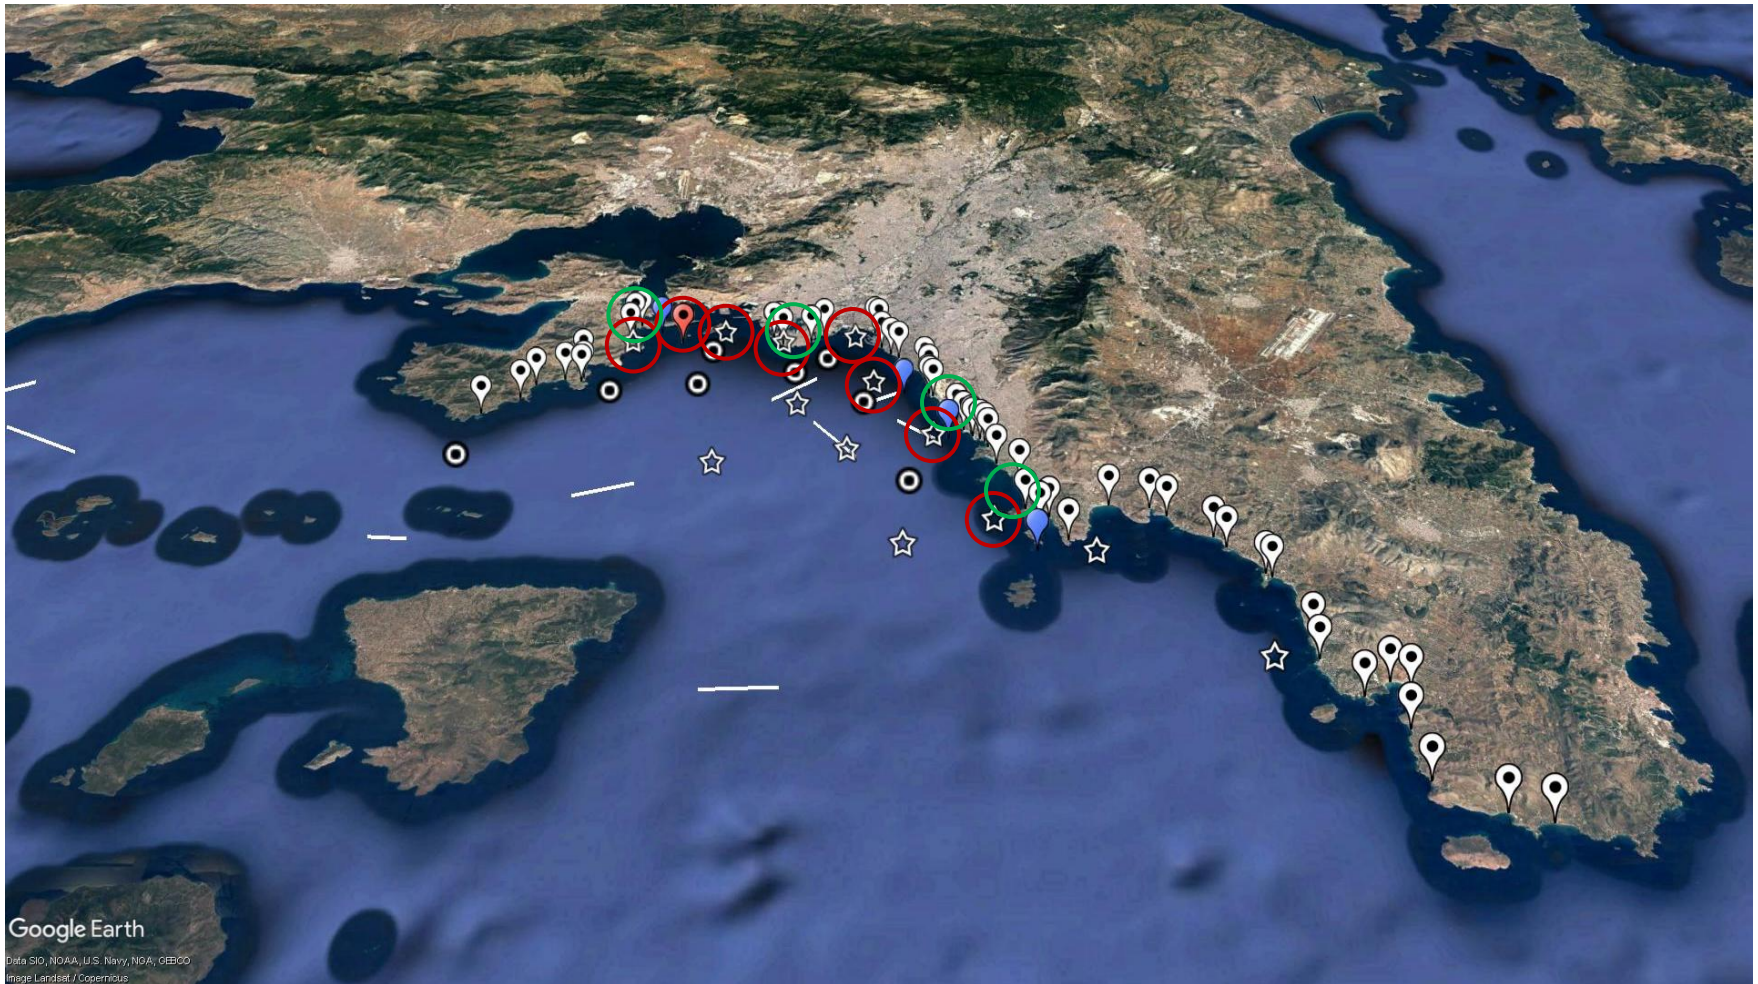 Google Earth
Data SIO, NOAA, U.S. Navy, NGA, GEBCO
Image Landsat / Copernicus